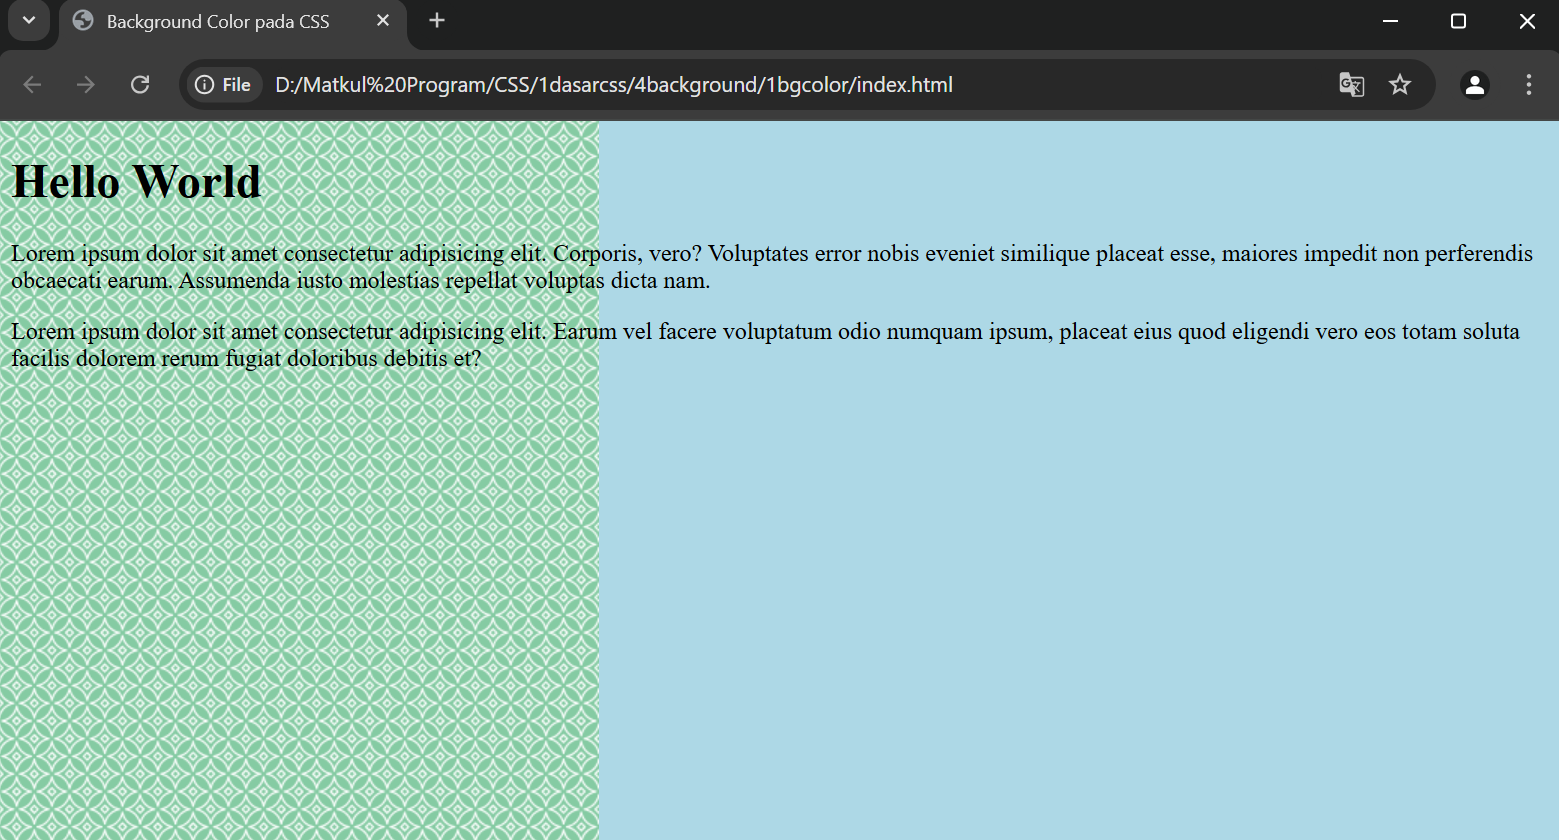 Background Color pada CSS
File
D:/Matkul%20Program/CSS/1dasarcss/4background/1bgcolor/index.html
Hello World
Lorem ipsum dolor sit amet consectetur adipisicing elit. Corporis, vero? Voluptates error nobis eveniet similique placeat esse, maiores impedit non perferendis
obcaecati earum. Assumenda iusto molestias repellat voluptas dicta nam.
Lorem ipsum dolor sit amet consectetur adipisicing elit. Earum vel facere voluptatum odio numquam ipsum, placeat eius quod eligendi vero eos totam soluta
facilis dolorem rerum fugiat doloribus debitis et?